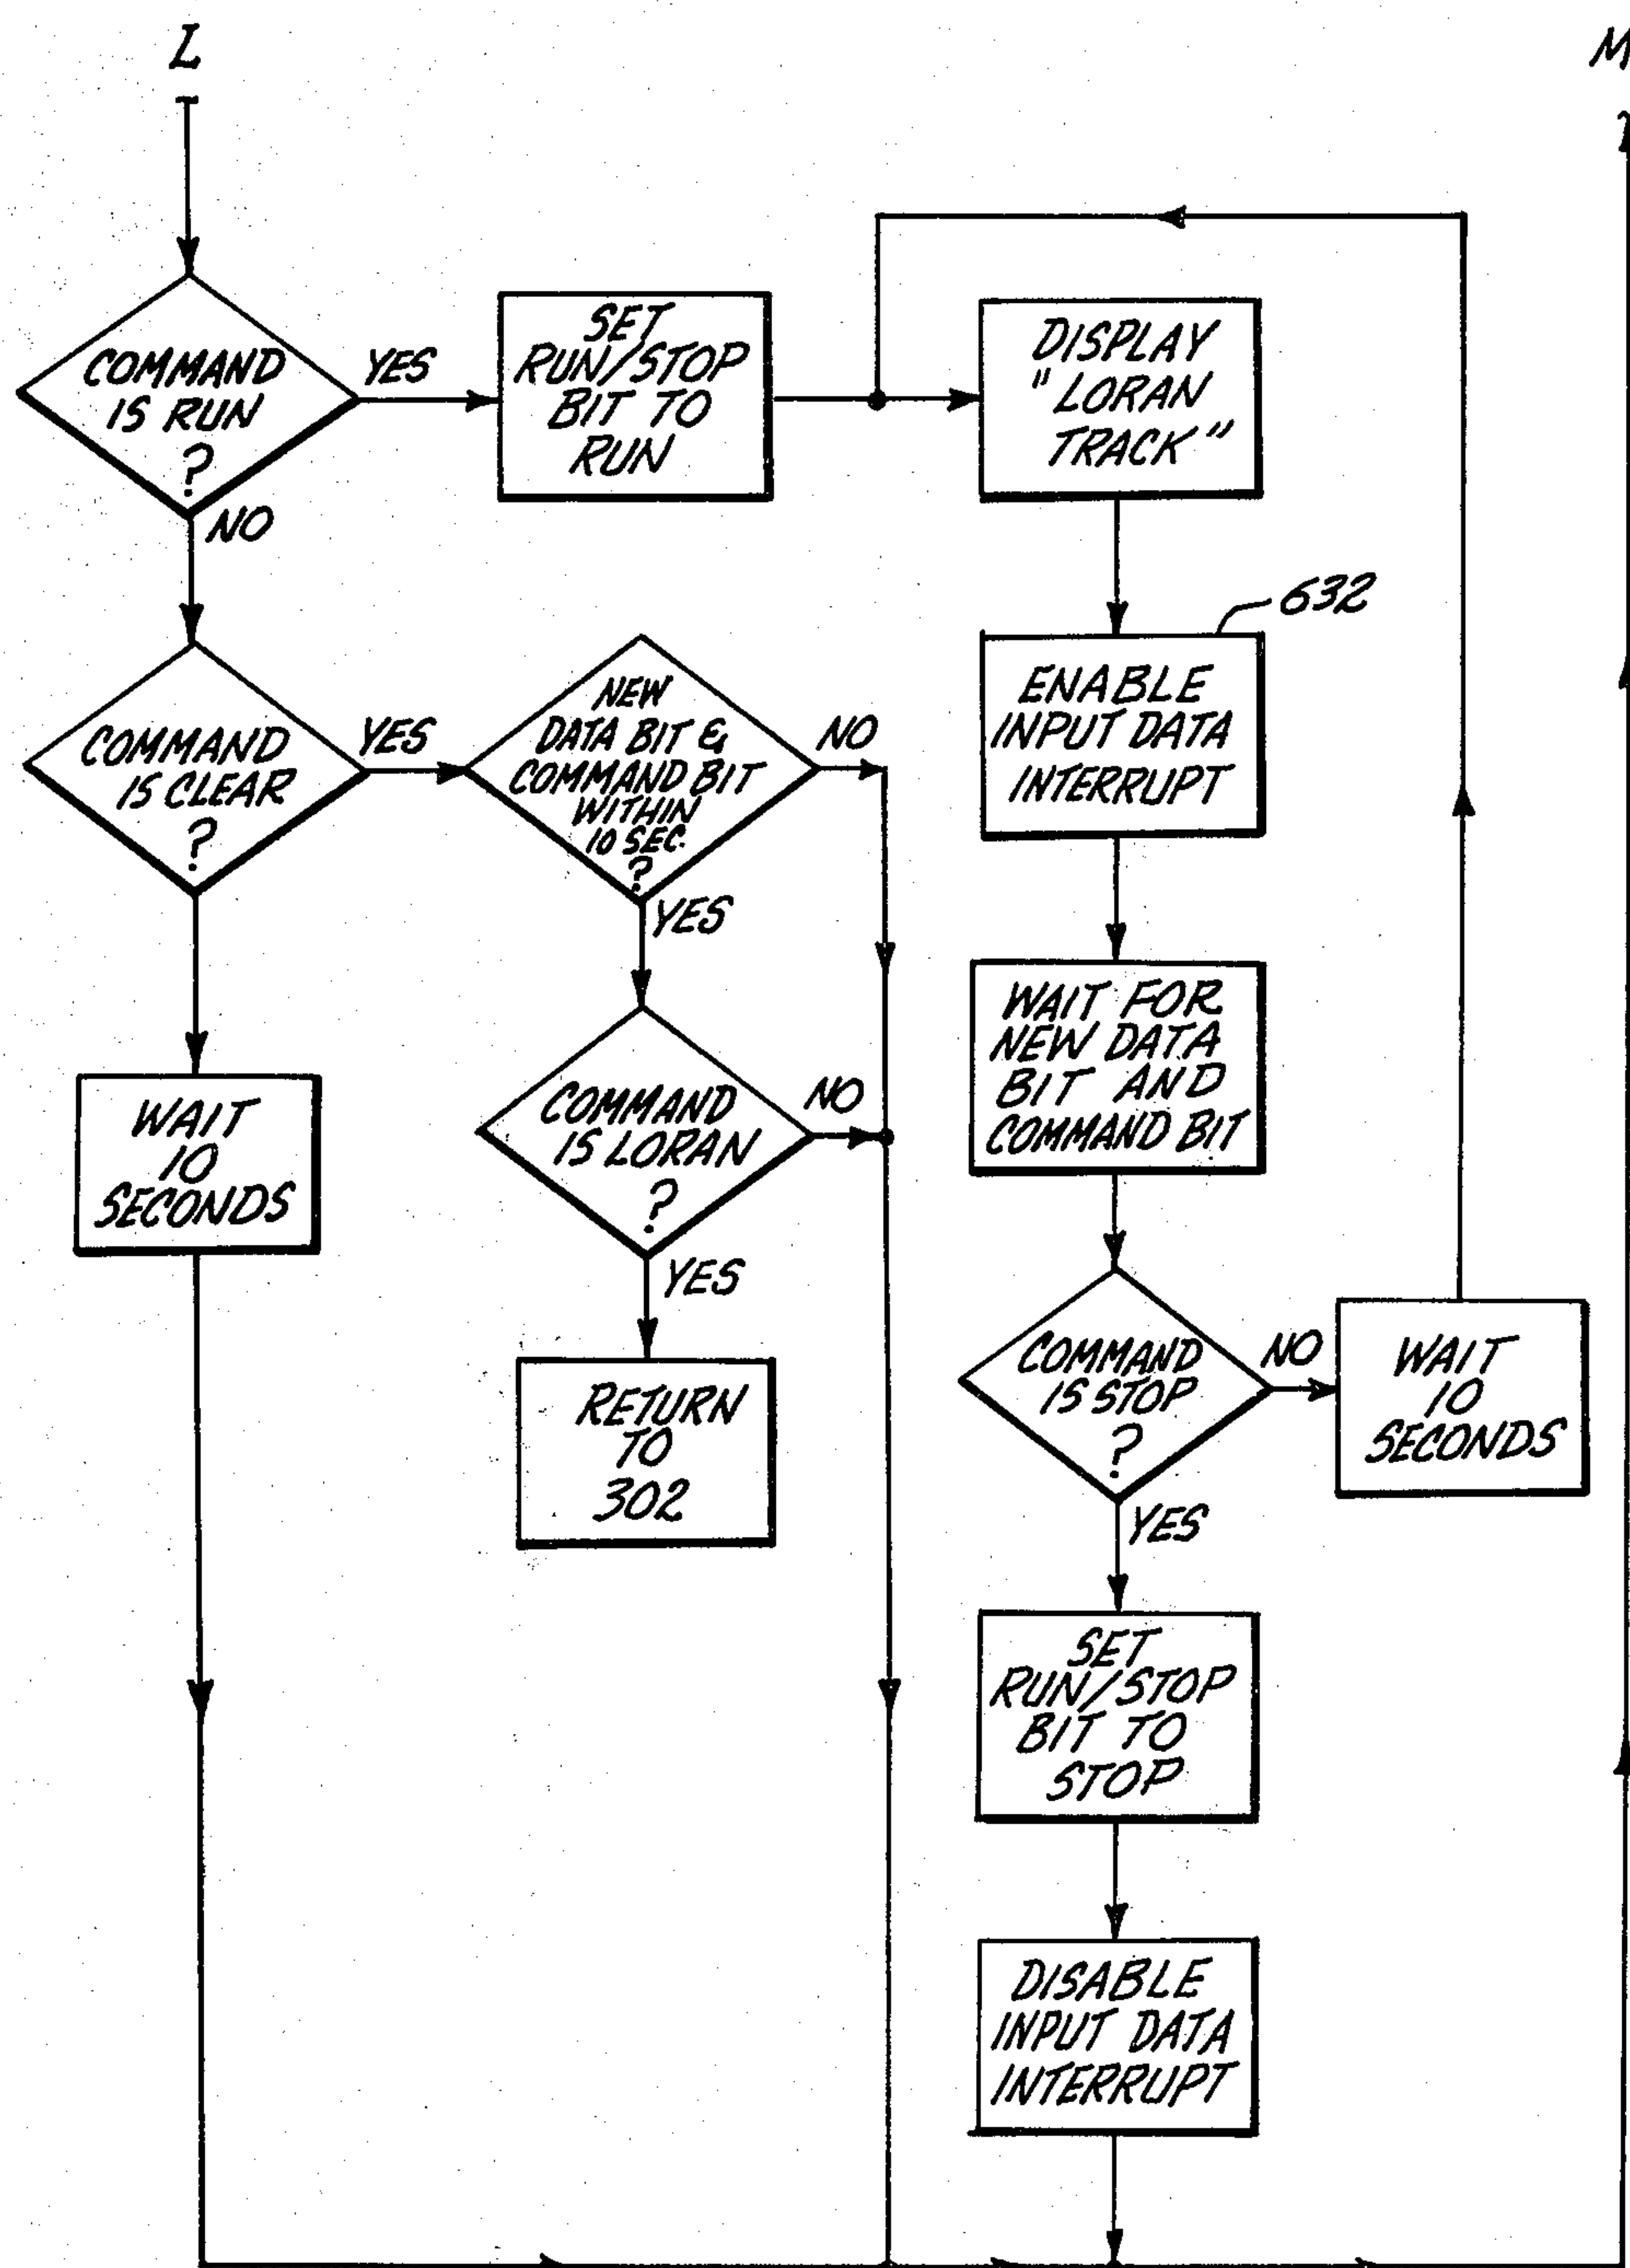 L
M
COMMAND
IS RUN
?
YES
NO
SET
RUN/STOP
BIT TO
RUN
DISPLAY
"LORAN
TRACK"
632
ENABLE
INPUT DATA
INTERRUPT
COMMAND
IS CLEAR
?
YES
NEW
DATA BIT &
COMMAND BIT
WITHIN
10 SEC.
?
NO
YES
WAIT FOR
NEW DATA
BIT AND
COMMAND BIT
WAIT
10
SECONDS
COMMAND
IS LORAN
?
NO
YES
RETURN
TO
302
COMMAND
IS STOP
?
NO
YES
WAIT
10
SECONDS
SET
RUN/STOP
BIT TO
STOP
DISABLE
INPUT DATA
INTERRUPT